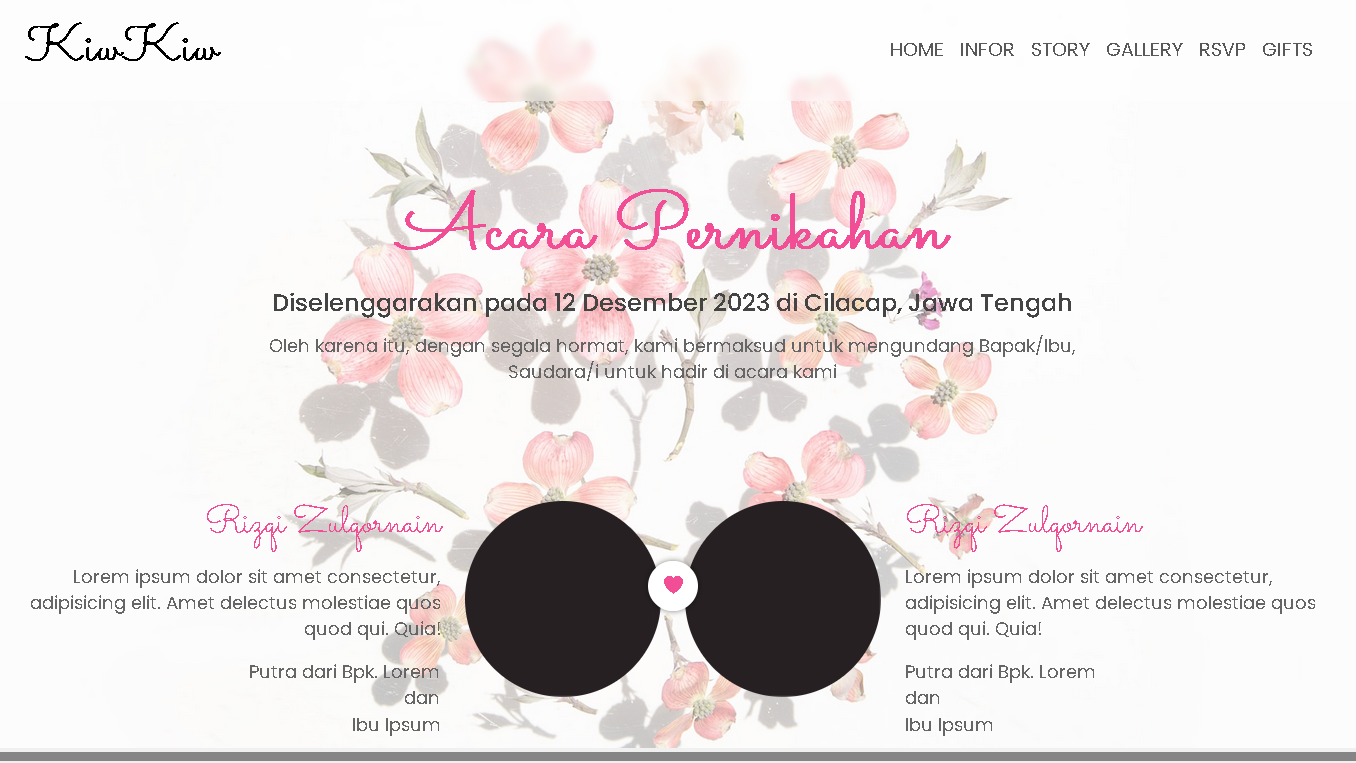 KiwKiw
HOME INFOR STORY GALLERY RSVP GIFTS
Acara Pernikahan
Diselenggarakan pada 12 Desember 2023 di Cilacap, Jawa Tengah
Oleh karena itu, dengan segala hormat, kami bermaksud untuk mengundang Bapak/Ibu,
Saudara/i untuk hadir di acara kami
Rizqi Zulqornain
Lorem ipsum dolor sit amet consectetur,
adipisicing elit. Amet delectus molestiae quos
quod qui. Quia!
Putra dari Bpk. Lorem
dan
Ibu Ipsum
Rizqi Zulqornain
Lorem ipsum dolor sit amet consectetur,
adipisicing elit. Amet delectus molestiae quos
quod qui. Quia!
Putra dari Bpk. Lorem
dan
Ibu Ipsum